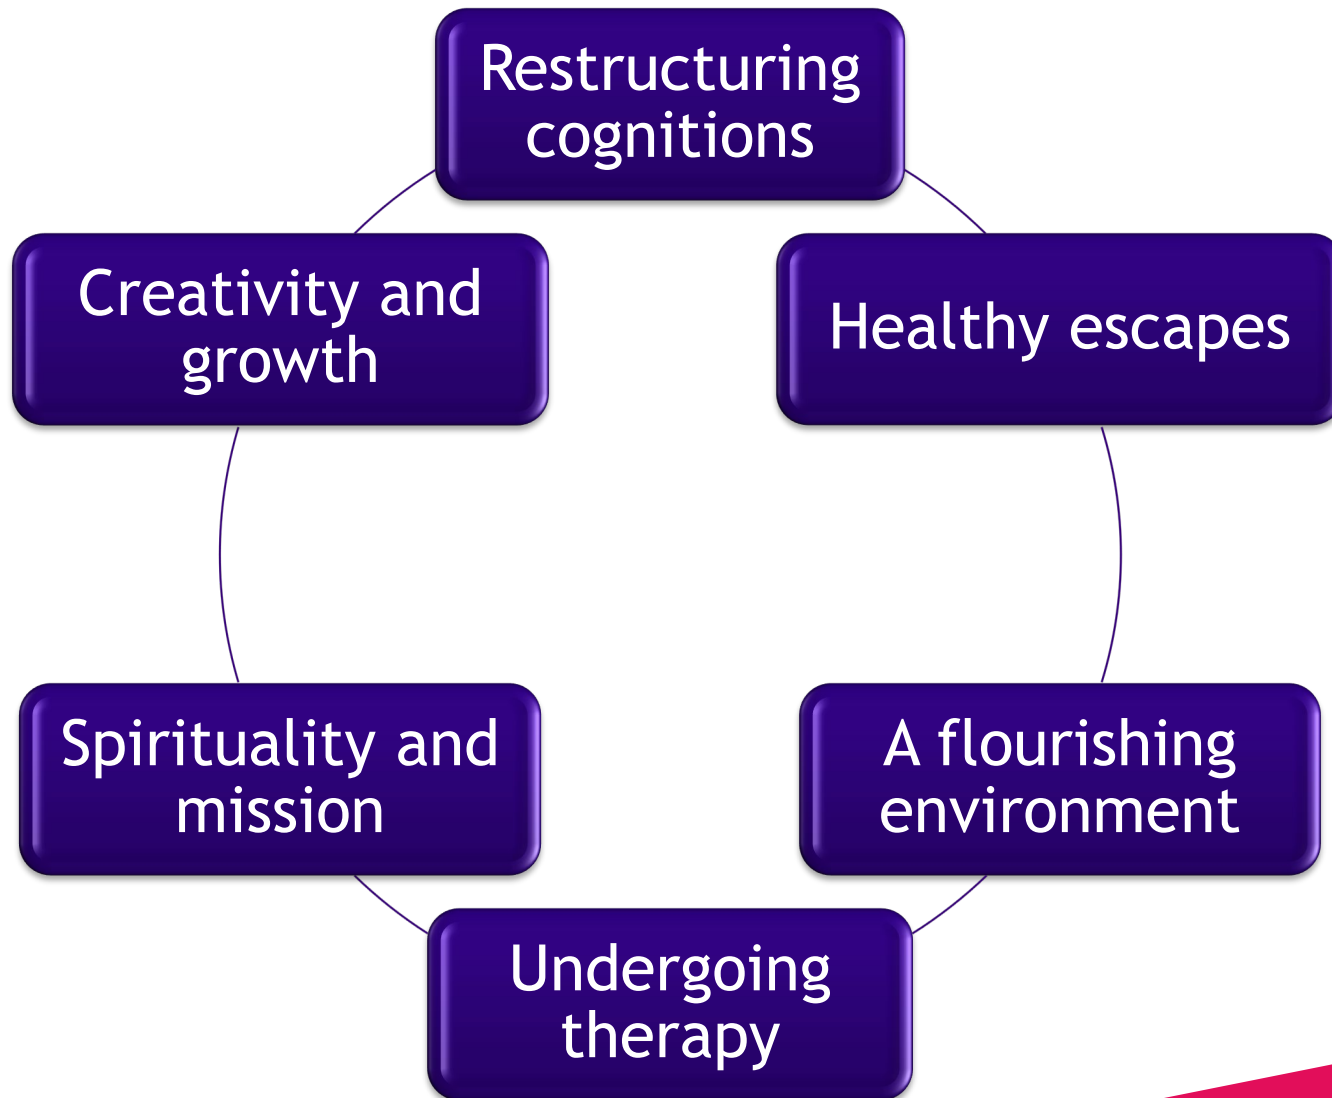 Restructuring
cognitions
Healthy escapes
A flourishing
environment
Undergoing
therapy
Spirituality and
mission
Creativity and
growth